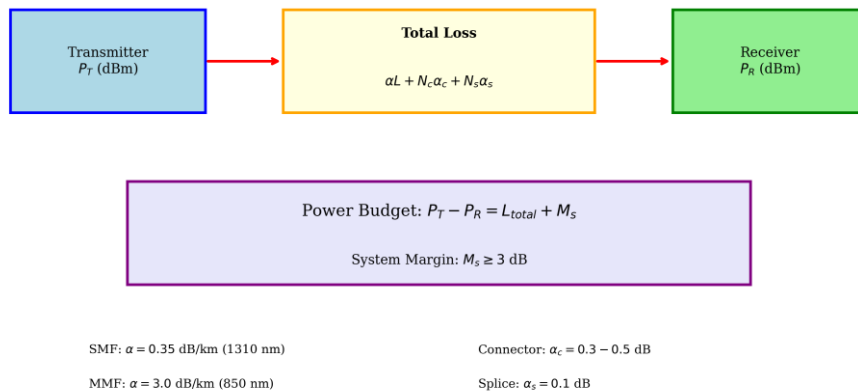 Transmitter
P_T (dBm)
Total Loss
αL + N_cα_c + N_sα_s
Receiver
P_R (dBm)
Power Budget: P_T − P_R = L_total + M_s
System Margin: M_s ≥ 3 dB
SMF: α = 0.35 dB/km (1310 nm)
Connector: α_c = 0.3 − 0.5 dB
MMF: α = 3.0 dB/km (850 nm)
Splice: α_s = 0.1 dB